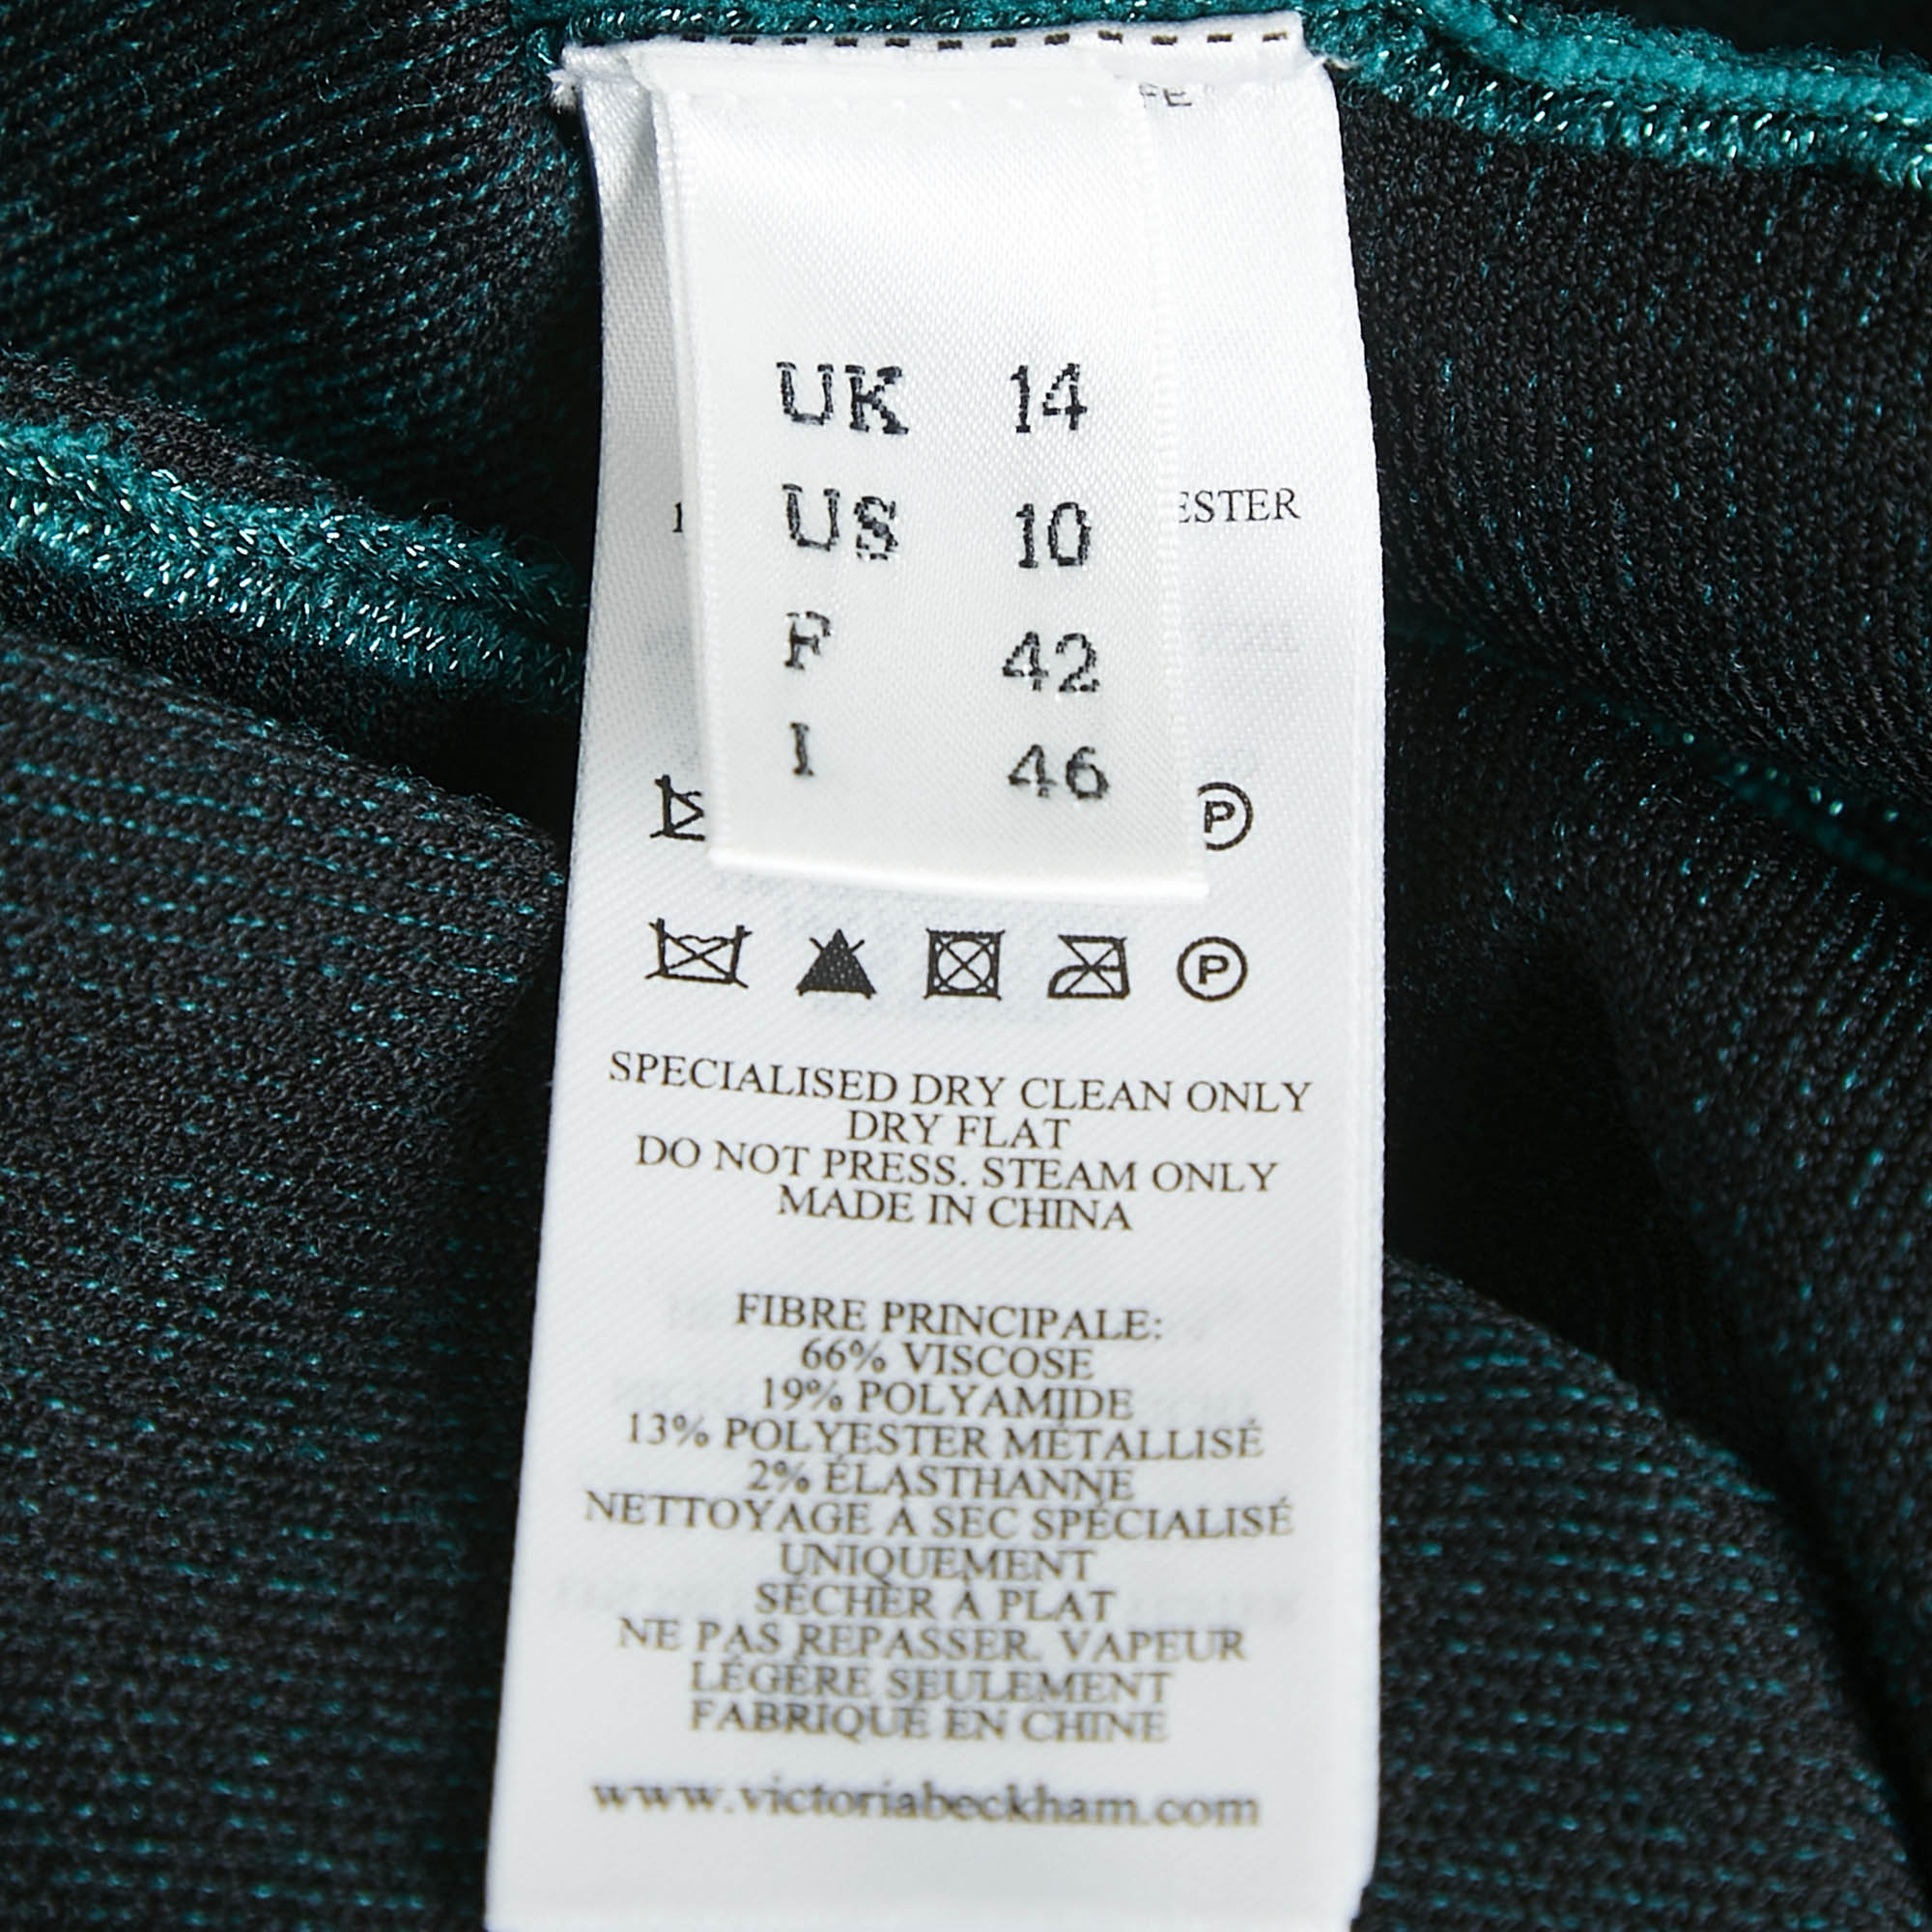 UK 14
US 10
F 42
I 46
P
P
SPECIALISED DRY CLEAN ONLY
DRY FLAT
DO NOT PRESS. STEAM ONLY
MADE IN CHINA
FIBRE PRINCIPALE:
66% VISCOSE
19% POLYAMIDE
13% POLYESTER MÉTALLISÉ
2% ÉLASTHANNE
NETTOYAGE À SEC SPÉCIALISÉ
UNIQUEMENT
SÉCHER À PLAT
NE PAS REPASSER. VAPEUR
LÉGÈRE SEULEMENT
FABRIQUÉ EN CHINE
www.victoriabeckham.com